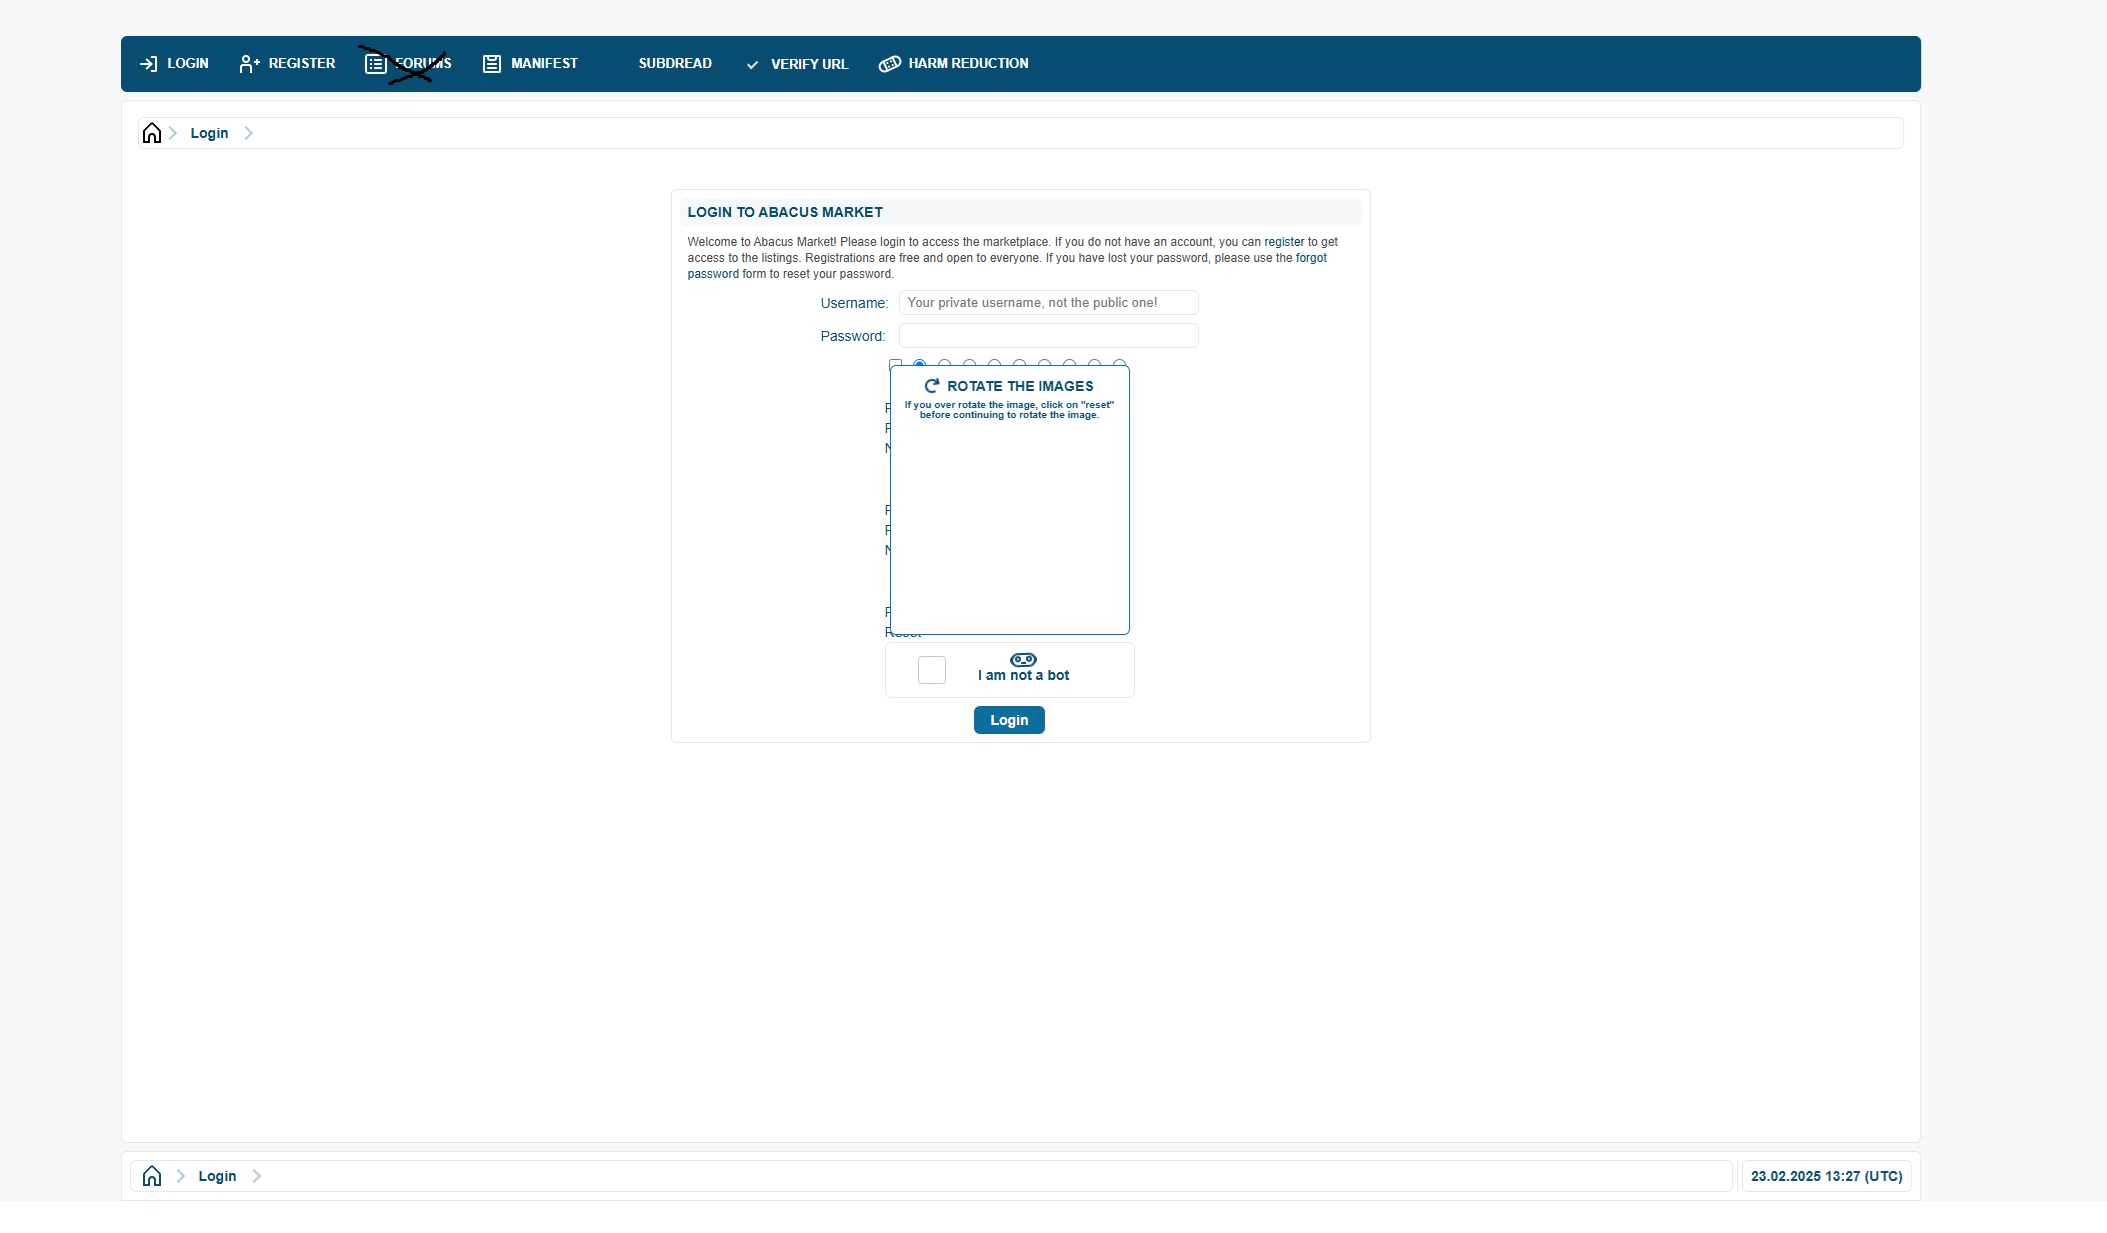 LOGIN REGISTER FORUMS MANIFEST SUBDREAD VERIFY URL HARM REDUCTION
Login
LOGIN TO ABACUS MARKET
Welcome to Abacus Market! Please login to access the marketplace. If you do not have an account, you can register to get
access to the listings. Registrations are free and open to everyone. If you have lost your password, please use the forgot
password form to reset your password.
Username: Your private username, not the public one!
Password:
ROTATE THE IMAGES
If you over rotate the image, click on "reset"
before continuing to rotate the image.
Reset
I am not a bot
Login
Login
23.02.2025 13:27 (UTC)